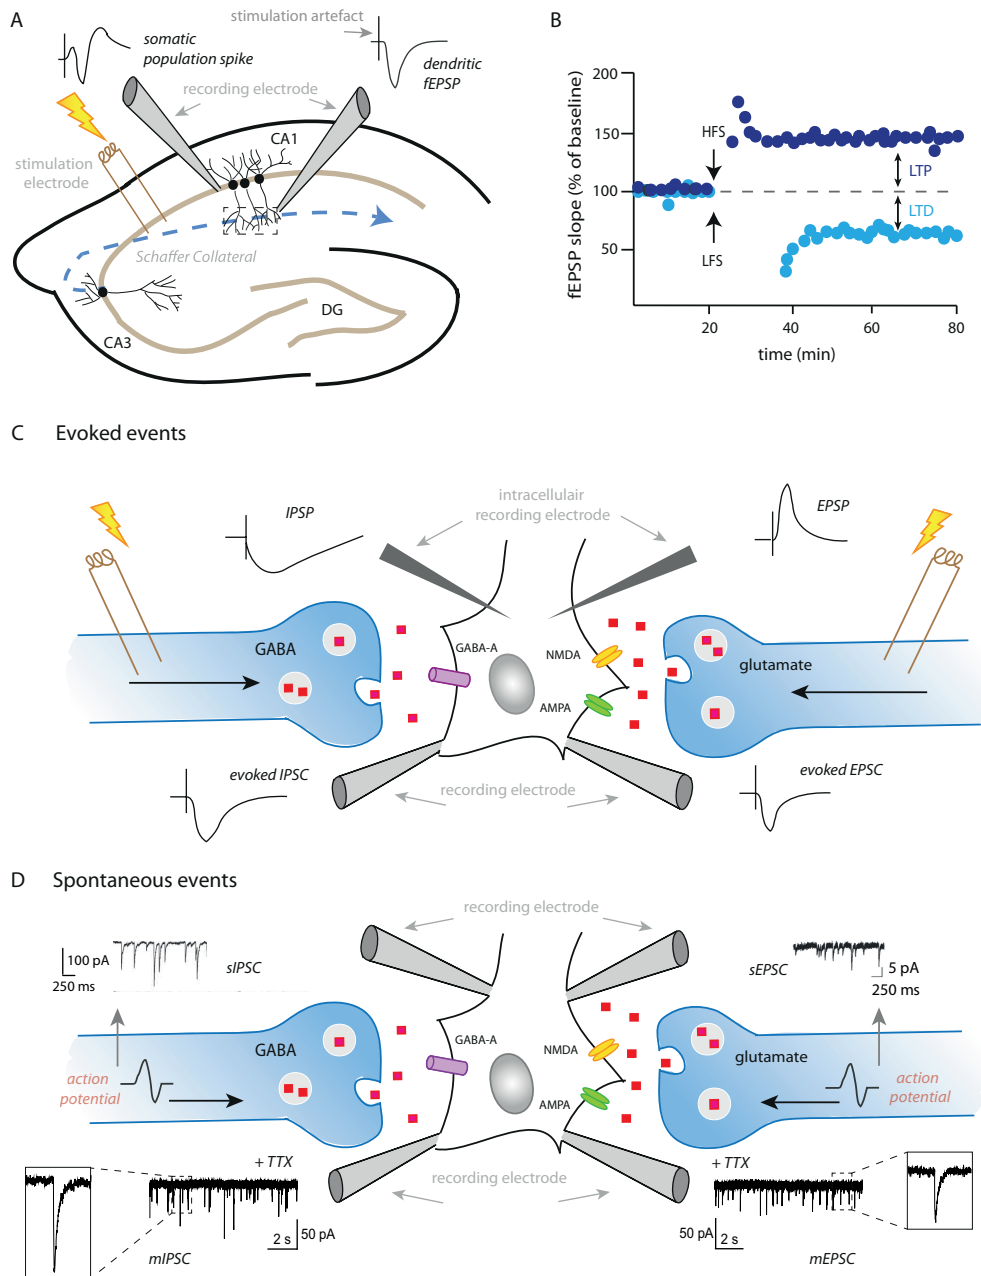 A
somatic
population spike
stimulation artefact
dendritic
fEPSP
recording electrode
stimulation
electrode
CA1
Schaffer Collateral
DG
CA3
B
fEPSP slope (% of baseline)
200
150
100
50
HFS
LFS
LTP
LTD
20
40
60
80
time (min)
C Evoked events
IPSP
intracellulair
recording electrode
EPSP
GABA
GABA-A
NMDA
AMPA
glutamate
evoked IPSC
recording electrode
evoked EPSC
D Spontaneous events
recording electrode
100 pA
250 ms
sIPSC
sEPSC
5 pA
250 ms
GABA
GABA-A
NMDA
AMPA
glutamate
action
potential
action
potential
+ TTX
recording electrode
+ TTX
2 s
50 pA
mIPSC
50 pA
2 s
mEPSC